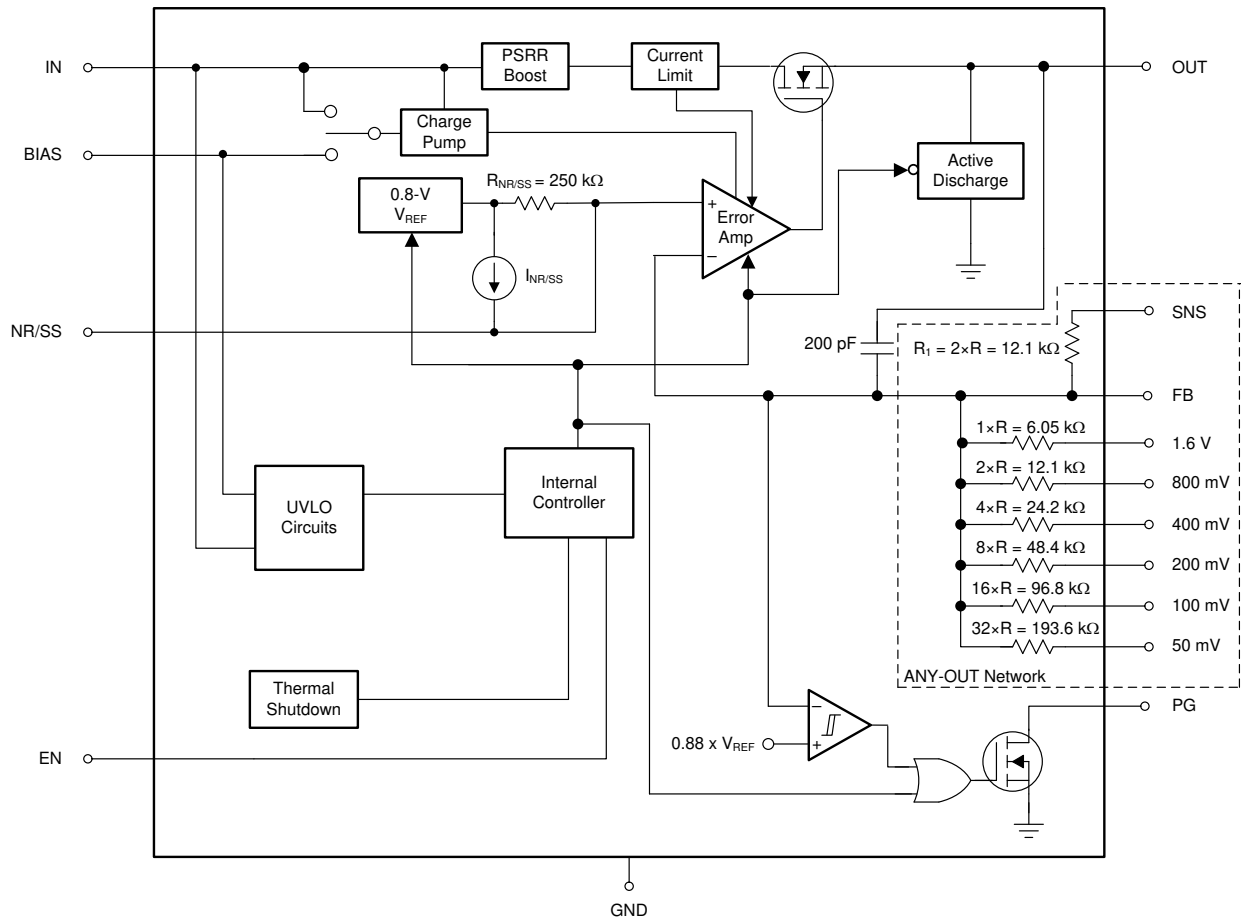 IN
PSRR
Boost
Current
Limit
OUT
Charge
Pump
BIAS
Active
Discharge
0.8-V
VREF
RNR/SS = 250 kΩ
+
Error
Amp
−
INR/SS
NR/SS
SNS
200 pF
R1 = 2×R = 12.1 kΩ
FB
1×R = 6.05 kΩ
1.6 V
2×R = 12.1 kΩ
800 mV
4×R = 24.2 kΩ
400 mV
8×R = 48.4 kΩ
200 mV
16×R = 96.8 kΩ
100 mV
32×R = 193.6 kΩ
50 mV
ANY-OUT Network
UVLO
Circuits
Internal
Controller
Thermal
Shutdown
PG
−
0.88 x VREF
+
EN
GND